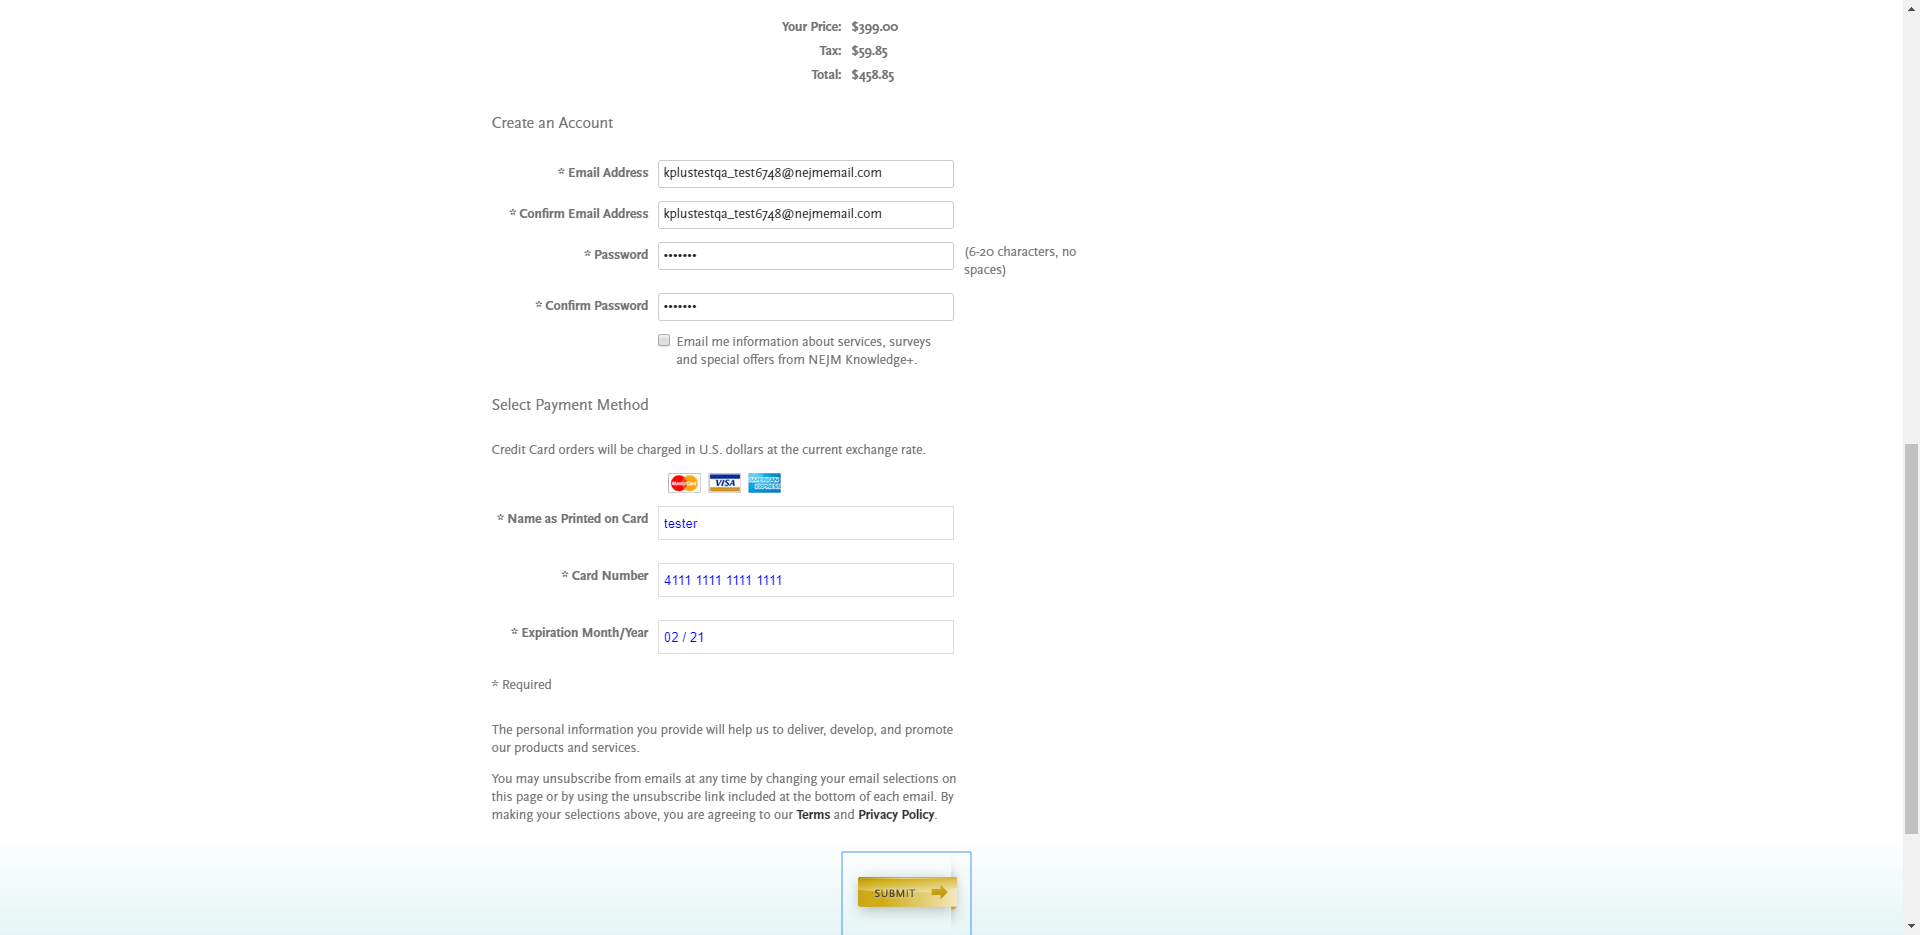 Your Price: $399.00
Tax: $59.85
Total: $458.85
Create an Account
* Email Address kplustestqa_test6748@nejmemail.com
* Confirm Email Address kplustestqa_test6748@nejmemail.com
* Password ••••••• (6-20 characters, no
spaces)
* Confirm Password •••••••
Email me information about services, surveys
and special offers from NEJM Knowledge+.
Select Payment Method
Credit Card orders will be charged in U.S. dollars at the current exchange rate.
MasterCard VISA AMERICAN EXPRESS
* Name as Printed on Card tester
* Card Number 4111 1111 1111 1111
* Expiration Month/Year 02 / 21
* Required
The personal information you provide will help us to deliver, develop, and promote
our products and services.
You may unsubscribe from emails at any time by changing your email selections on
this page or by using the unsubscribe link included at the bottom of each email. By
making your selections above, you are agreeing to our Terms and Privacy Policy.
SUBMIT